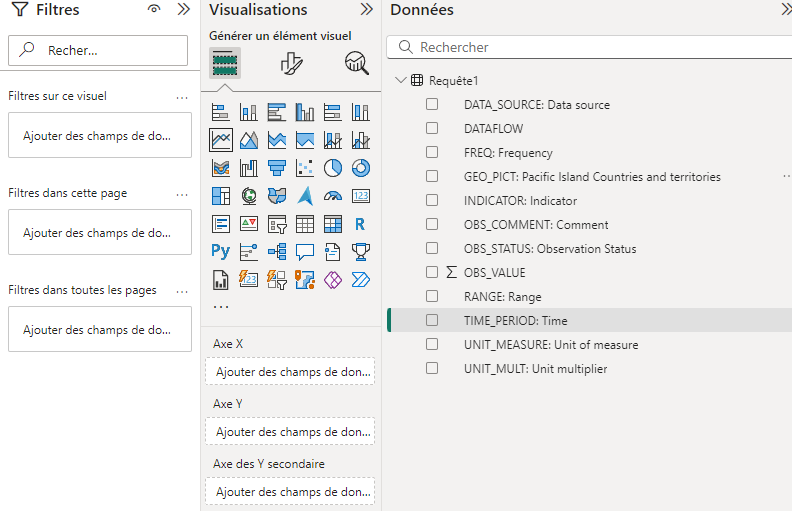 Filtres
Recher...
Filtres sur ce visuel
Ajouter des champs de do...
Filtres dans cette page
Ajouter des champs de do...
Filtres dans toutes les pages
Ajouter des champs de do...
Visualisations
Générer un élément visuel
123
R
Py
123
Axe X
Ajouter des champs de don...
Axe Y
Ajouter des champs de don...
Axe des Y secondaire
Ajouter des champs de don...
Données
Rechercher
Requête1
DATA_SOURCE: Data source
DATAFLOW
FREQ: Frequency
GEO_PICT: Pacific Island Countries and territories
INDICATOR: Indicator
OBS_COMMENT: Comment
OBS_STATUS: Observation Status
∑ OBS_VALUE
RANGE: Range
TIME_PERIOD: Time
UNIT_MEASURE: Unit of measure
UNIT_MULT: Unit multiplier